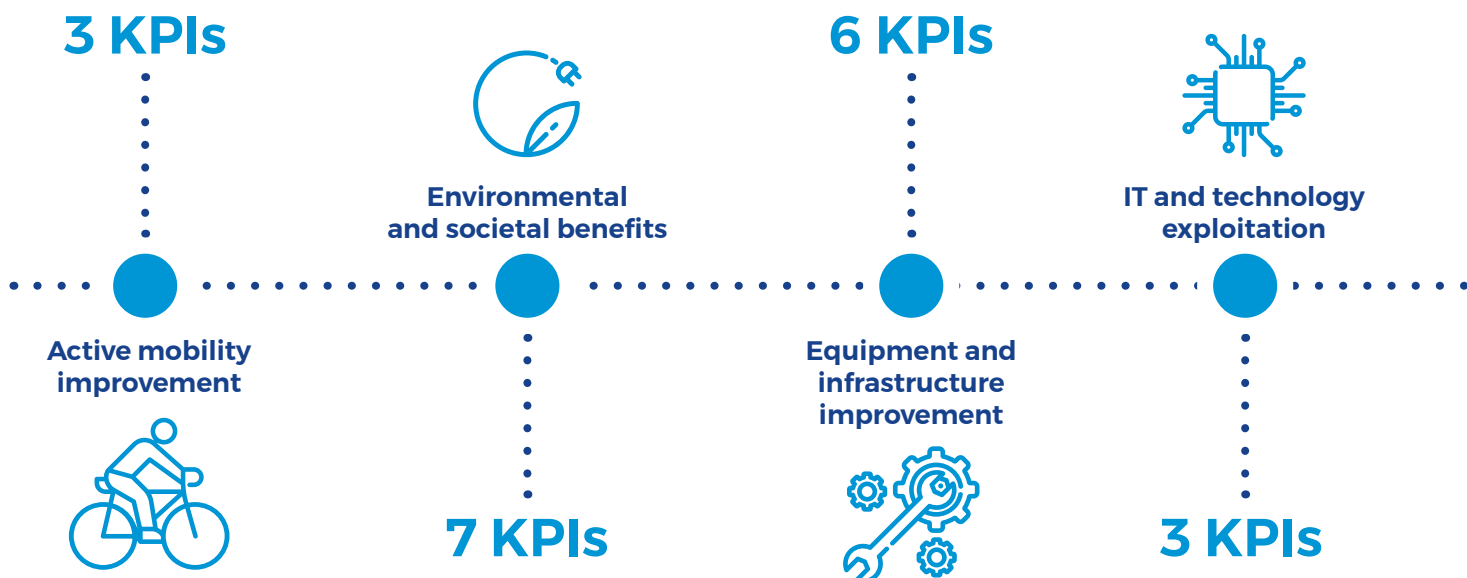 3 KPIs
Active mobility
improvement
Environmental
and societal benefits
7 KPIs
6 KPIs
Equipment and
infrastructure
improvement
IT and technology
exploitation
3 KPIs